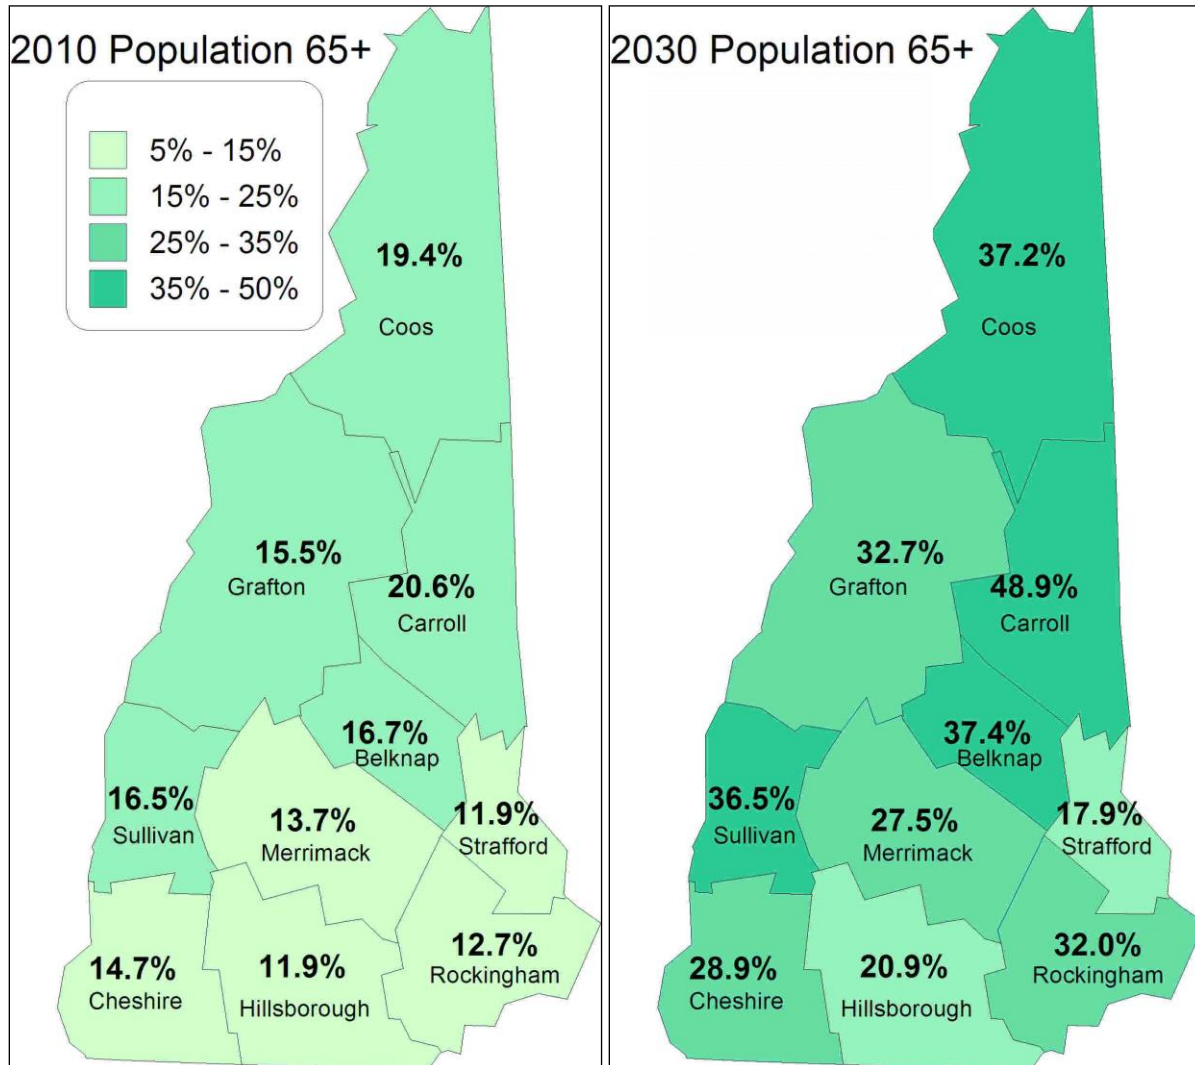 2010 Population 65+
5% - 15%
15% - 25%
25% - 35%
35% - 50%
19.4%
Coos
15.5%
Grafton
20.6%
Carroll
16.7%
Belknap
16.5%
Sullivan
13.7%
Merrimack
11.9%
Strafford
14.7%
Cheshire
11.9%
Hillsborough
12.7%
Rockingham
2030 Population 65+
37.2%
Coos
32.7%
Grafton
48.9%
Carroll
37.4%
Belknap
36.5%
Sullivan
27.5%
Merrimack
17.9%
Strafford
28.9%
Cheshire
20.9%
Hillsborough
32.0%
Rockingham